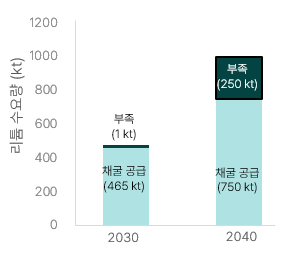 리튬 수요량 (kt)
1200
1000
800
600
400
200
0
부족
(1 kt)
채굴 공급
(465 kt)
부족
(250 kt)
채굴 공급
(750 kt)
2030
2040